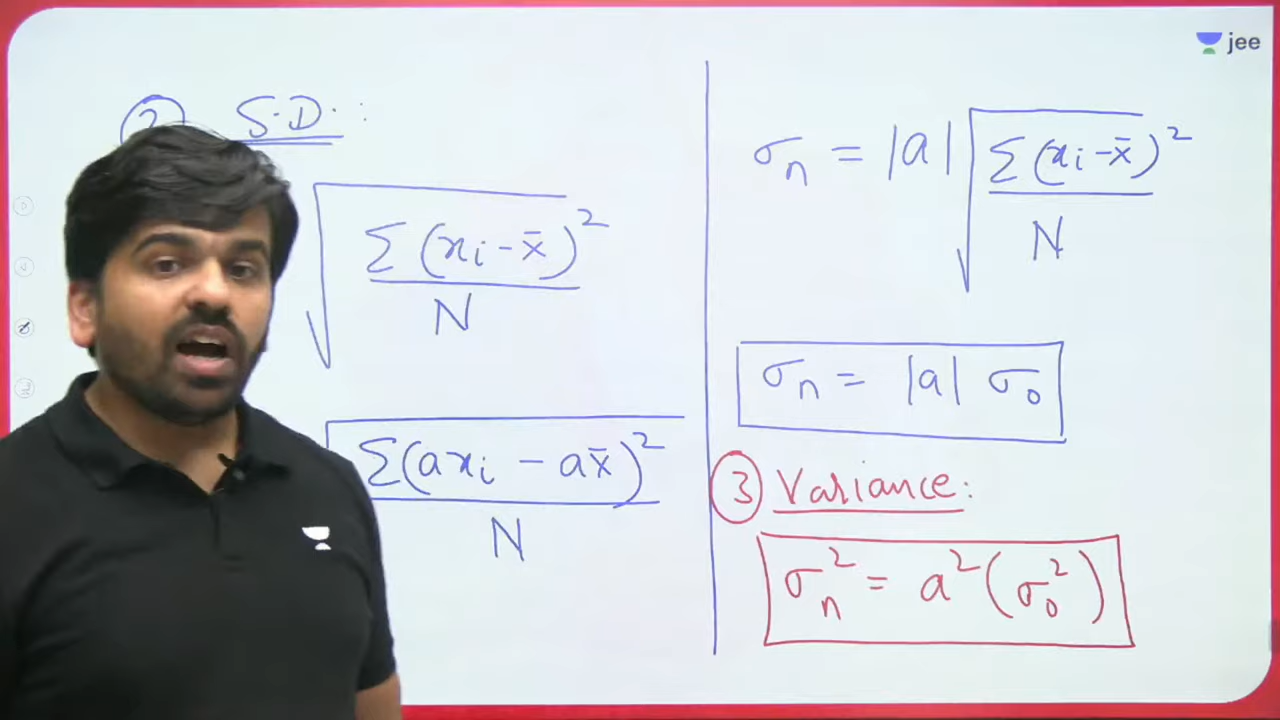 jee
② S.D. :
√(Σ(xᵢ - x̄)² / N)
√(Σ(axᵢ - ax̄)² / N)
σₙ = |a| √(Σ(xᵢ - x̄)² / N)
σₙ = |a| σ₀
③ Variance:
σₙ² = a² (σ₀²)